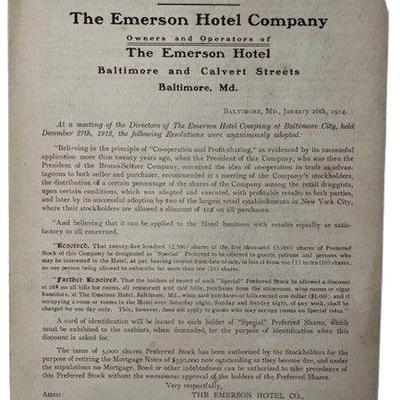 The Emerson Hotel Company
Owners and Operators of
The Emerson Hotel
Baltimore and Calvert Streets
Baltimore, Md.
BALTIMORE, MD., January 26th, 1914.
At a meeting of the Directors of The Emerson Hotel Company of Baltimore City, held
December 27th, 1913, the following Resolutions were unanimously adopted:
"Believing in the principle of "Co-operation and Profit-sharing," as evidenced by its successful
application more than twenty years ago, when the President of this Company, who was then the
President of the Bromo-Seltzer Company, conceived the idea of co-operation in trade as advan-
tageous to both seller and purchaser, recommended at a meeting of the Company's stockholders,
the distribution of a certain percentage of the shares of the Company among the retail druggists,
upon certain conditions, which was adopted and executed, with profitable results to both parties,
and later by its successful adoption by two of the largest retail establishments in New York City,
where their stockholders are allowed a discount of 10% on all purchases.
"And believing that it can be applied to the Hotel business with results equally as satisfac-
tory to all concerned.
"Resolved, That twenty-five hundred (2,500) shares of the five thousand (5,000) shares of Preferred
Stock of this Company be designated as "Special" Preferred to be offered to guests, patrons and persons who
may be interested in the Hotel, at par, bearing interest from date of sale, in lots of from one (1) to ten (10) shares,
no one person being allowed to subscribe for more than ten (10) shares.
"Further Resolved, That the holders of record of such "Special" Preferred be allowed a discount
of 10% on all bills for rooms, all restaurant and café bills, purchases from the storeroom, wine rooms or cigar
humidors, at The Emerson Hotel, Baltimore, Md., when said purchases or bills exceed one dollar ($1.00); and if
occupying a room or rooms in the Hotel over Saturday night, Sunday and Sunday night, of any week, shall be
charged for one day only. This, however, does not apply to guests who may occupy rooms on Special rates."
A card of identification will be issued to each holder of "Special" Preferred Shares, which
must be exhibited to the cashiers, when demanded, for the purpose of identification when this
discount is asked for.
The issue of 5,000 shares Preferred Stock has been authorized by the Stockholders for the
purpose of retiring the Mortgage Notes of $550,000 now outstanding as they become due, and under
the stipulations no Mortgage, Bond or other indebtedness can be authorized to take precedence of
this Preferred Stock without the unanimous approval of the holders of the Preferred Shares.
Very respectfully,
Attest: THE EMERSON HOTEL CO.,